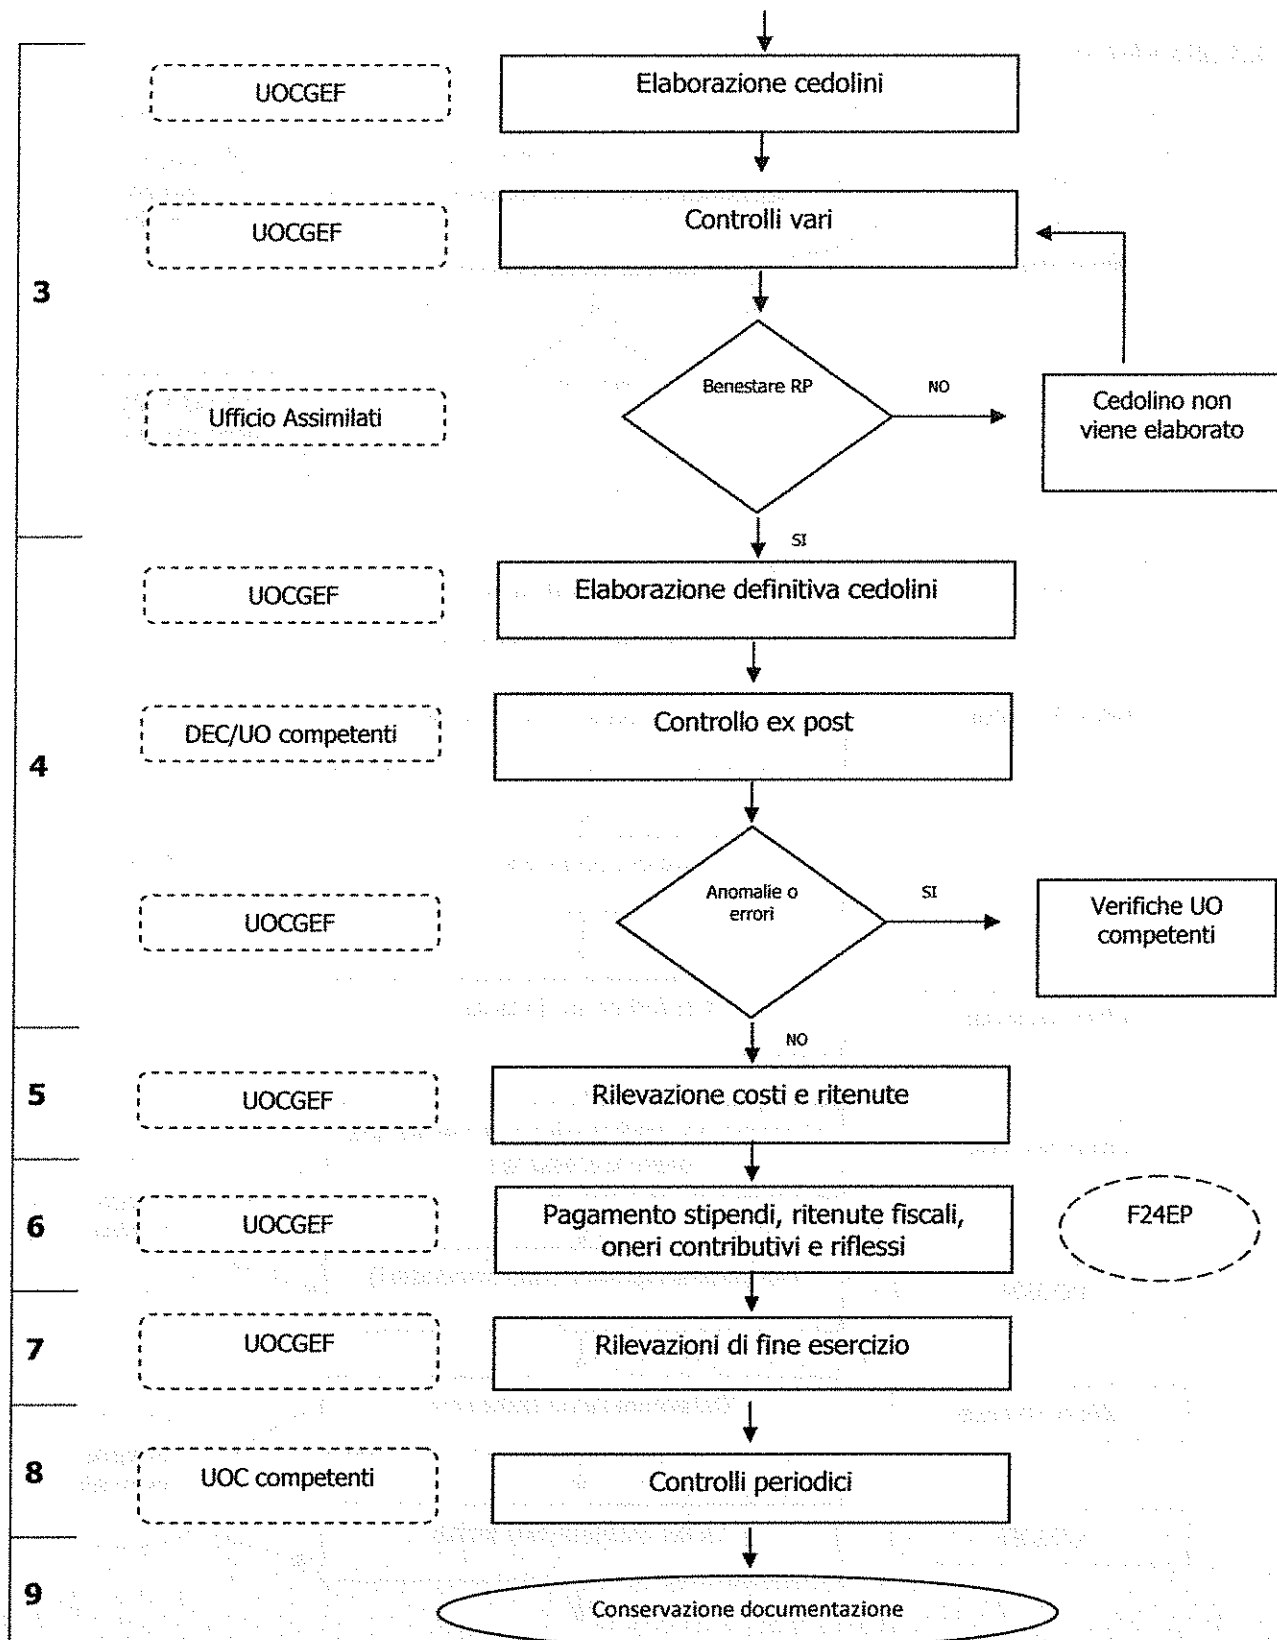 UOCGEF
Elaborazione cedolini
UOCGEF
Controlli vari
3
Ufficio Assimilati
Benestare RP
NO
Cedolino non
viene elaborato
SI
UOCGEF
Elaborazione definitiva cedolini
DEC/UO competenti
Controllo ex post
4
UOCGEF
Anomalie o
errori
SI
Verifiche UO
competenti
NO
5
UOCGEF
Rilevazione costi e ritenute
6
UOCGEF
Pagamento stipendi, ritenute fiscali,
oneri contributivi e riflessi
F24EP
7
UOCGEF
Rilevazioni di fine esercizio
8
UOC competenti
Controlli periodici
9
Conservazione documentazione